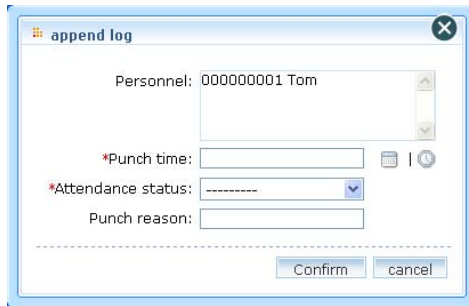 append log
Personnel: 000000001 Tom
*Punch time: |
*Attendance status: ---------
Punch reason:
Confirm cancel